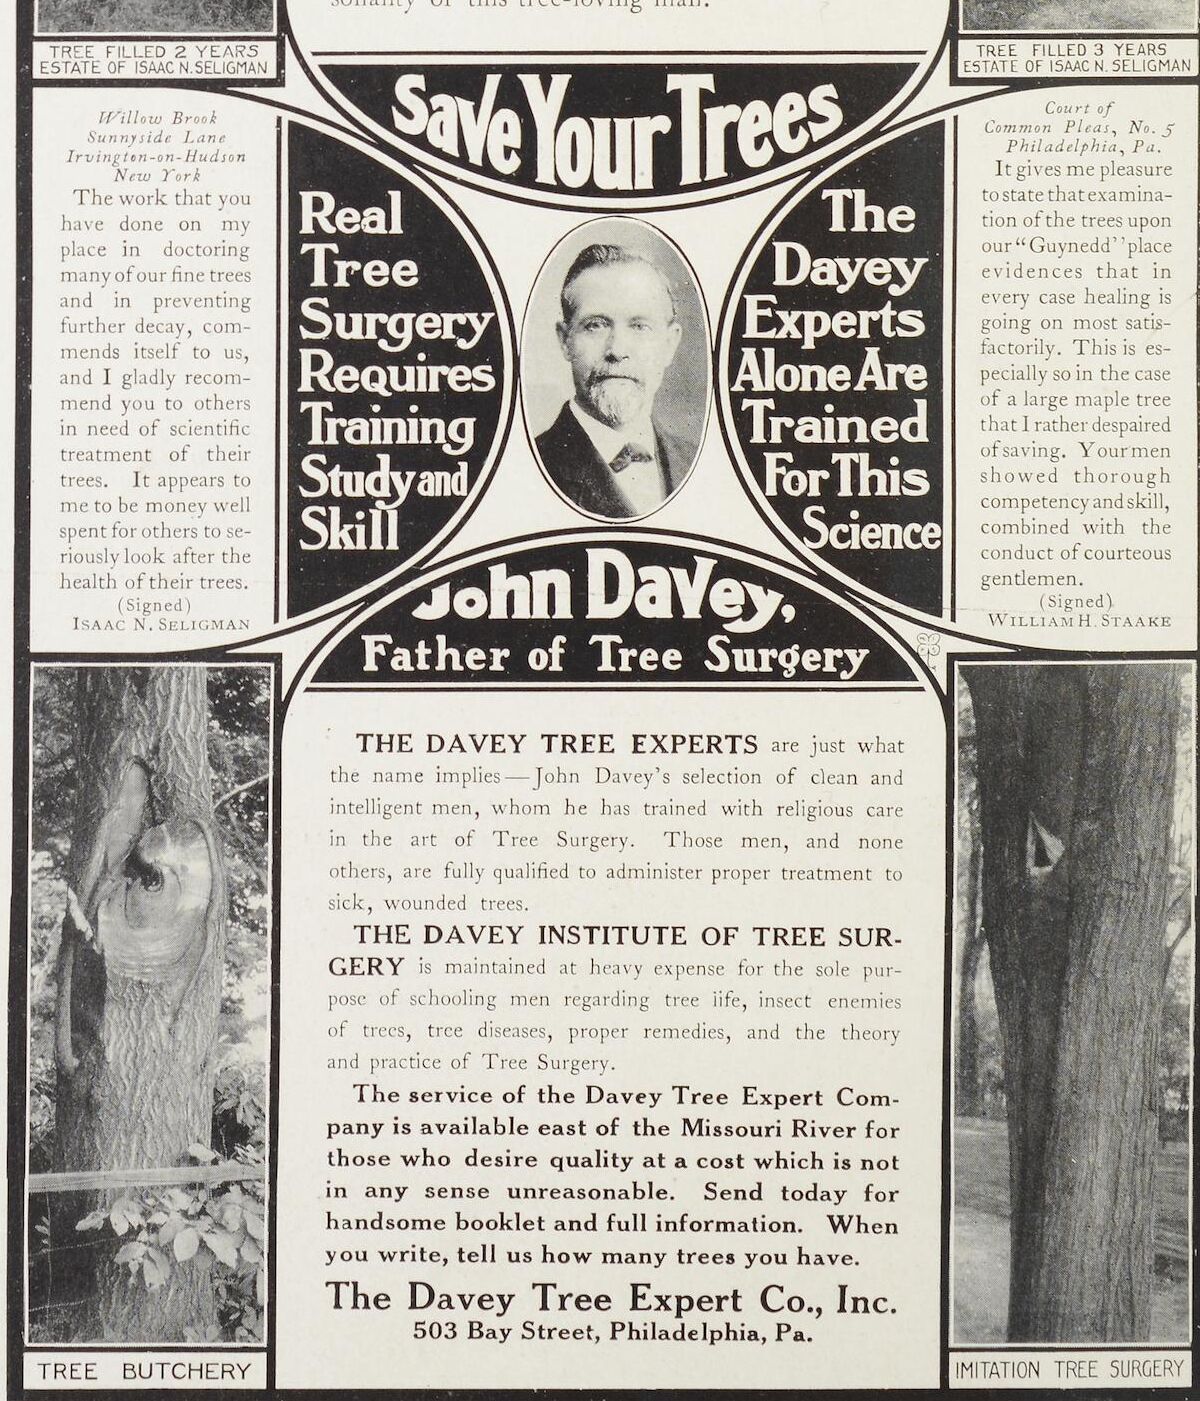 sonality of this tree-loving man.
TREE FILLED 2 YEARS
ESTATE OF ISAAC N. SELIGMAN
TREE FILLED 3 YEARS
ESTATE OF ISAAC N. SELIGMAN
Save Your Trees
Willow Brook
Sunnyside Lane
Irvington-on-Hudson
New York
The work that you
have done on my
place in doctoring
many of our fine trees
and in preventing
further decay, com-
mends itself to us,
and I gladly recom-
mend you to others
in need of scientific
treatment of their
trees. It appears to
me to be money well
spent for others to se-
riously look after the
health of their trees.
(Signed)
ISAAC N. SELIGMAN
Real
Tree
Surgery
Requires
Training
Study and
Skill
The
Davey
Experts
Alone Are
Trained
For This
Science
Court of
Common Pleas, No. 5
Philadelphia, Pa.
It gives me pleasure
to state that examina-
tion of the trees upon
our "Guynedd" place
evidences that in
every case healing is
going on most satis-
factorily. This is es-
pecially so in the case
of a large maple tree
that I rather despaired
of saving. Your men
showed thorough
competency and skill,
combined with the
conduct of courteous
gentlemen.
(Signed)
WILLIAM H. STAAKE
John Davey,
Father of Tree Surgery
THE DAVEY TREE EXPERTS are just what
the name implies—John Davey's selection of clean and
intelligent men, whom he has trained with religious care
in the art of Tree Surgery. Those men, and none
others, are fully qualified to administer proper treatment to
sick, wounded trees.
THE DAVEY INSTITUTE OF TREE SUR-
GERY is maintained at heavy expense for the sole pur-
pose of schooling men regarding tree life, insect enemies
of trees, tree diseases, proper remedies, and the theory
and practice of Tree Surgery.
The service of the Davey Tree Expert Com-
pany is available east of the Missouri River for
those who desire quality at a cost which is not
in any sense unreasonable. Send today for
handsome booklet and full information. When
you write, tell us how many trees you have.
The Davey Tree Expert Co., Inc.
503 Bay Street, Philadelphia, Pa.
TREE BUTCHERY
IMITATION TREE SURGERY